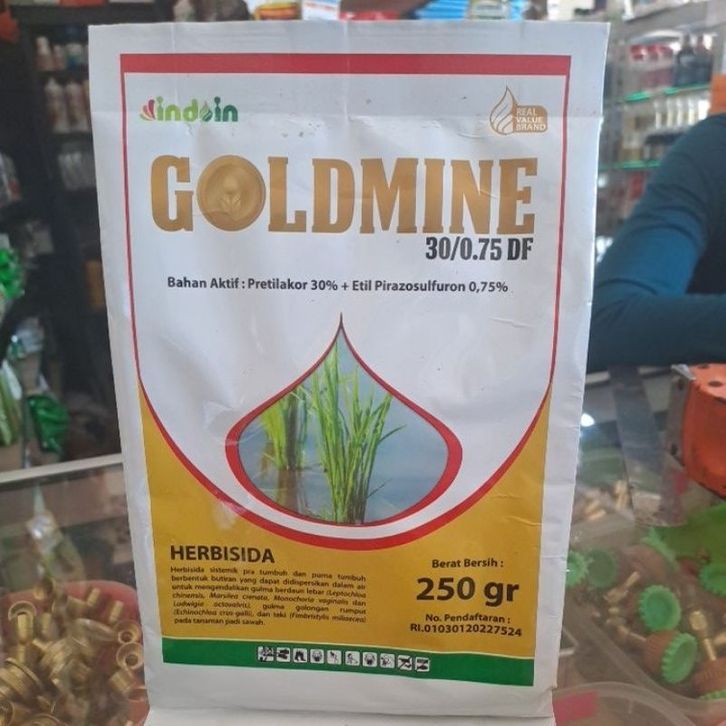 indoin
REAL
VALUE
BRAND
GOLDMINE
30/0.75 DF
Bahan Aktif : Pretilakor 30% + Etil Pirazosulfuron 0,75%
HERBISIDA
Herbisida sistemik pra tumbuh dan purna tumbuh
berbentuk butiran yang dapat didispersikan dalam air
untuk mengendalikan gulma berdaun lebar (Leptochloa
chinensis, Marsilea crenata, Monochoria vaginalis dan
Ludwigia octovalvis), gulma golongan rumput
(Echinochloa crus-galli), dan teki (Fimbristylis miliaceea)
pada tanaman padi sawah.
Berat Bersih :
250 gr
No. Pendaftaran :
RI.01030120227524